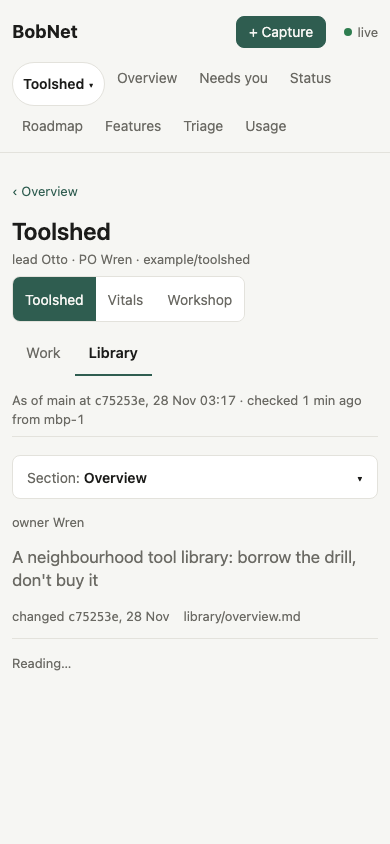 BobNet
+ Capture
live
Toolshed ▾
Overview
Needs you
Status
Roadmap
Features
Triage
Usage
‹ Overview
Toolshed
lead Otto · PO Wren · example/toolshed
Toolshed
Vitals
Workshop
Work
Library
As of main at c75253e, 28 Nov 03:17 · checked 1 min ago
from mbp-1
Section: Overview ▾
owner Wren
A neighbourhood tool library: borrow the drill,
don't buy it
changed c75253e, 28 Nov library/overview.md
Reading…